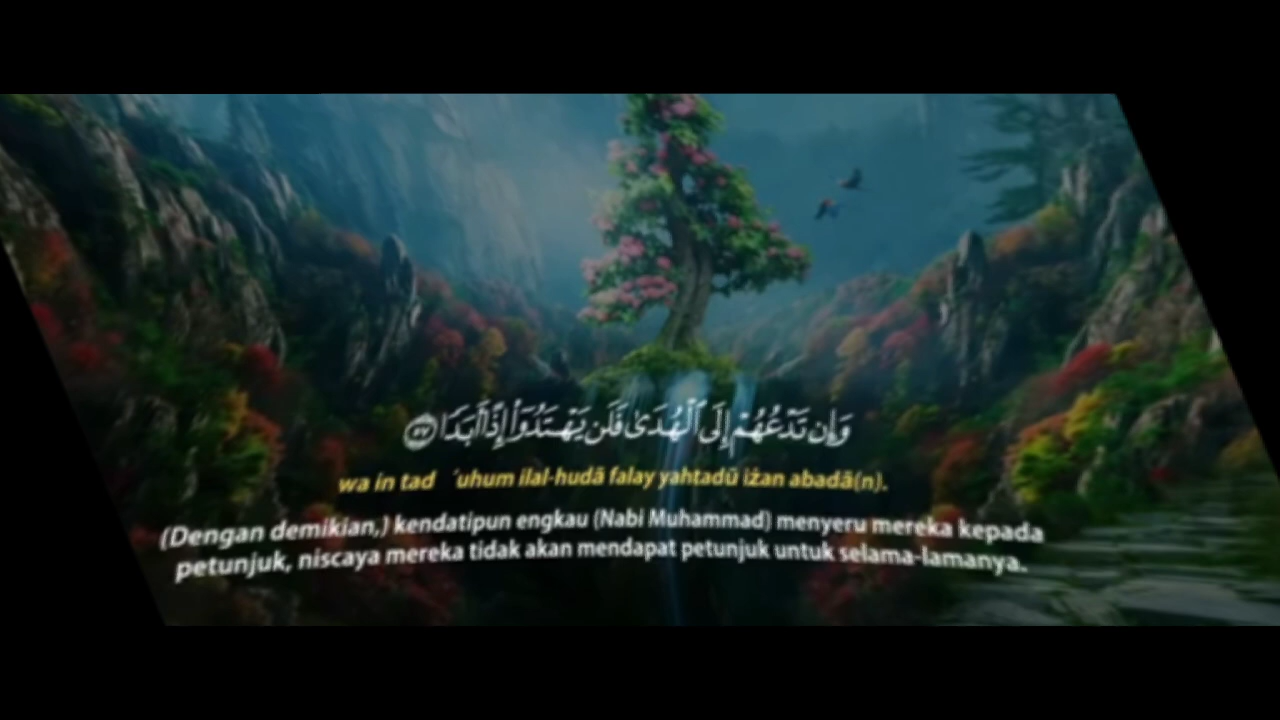 وَإِن تَدْعُهُمْ إِلَى ٱلْهُدَىٰ فَلَن يَهْتَدُوٓا۟ إِذًا أَبَدًا ٥٧
wa in tad ‘uhum ilal-hudā falay yahtadū iżan abadā(n).
(Dengan demikian,) kendatipun engkau (Nabi Muhammad) menyeru mereka kepada
petunjuk, niscaya mereka tidak akan mendapat petunjuk untuk selama-lamanya.